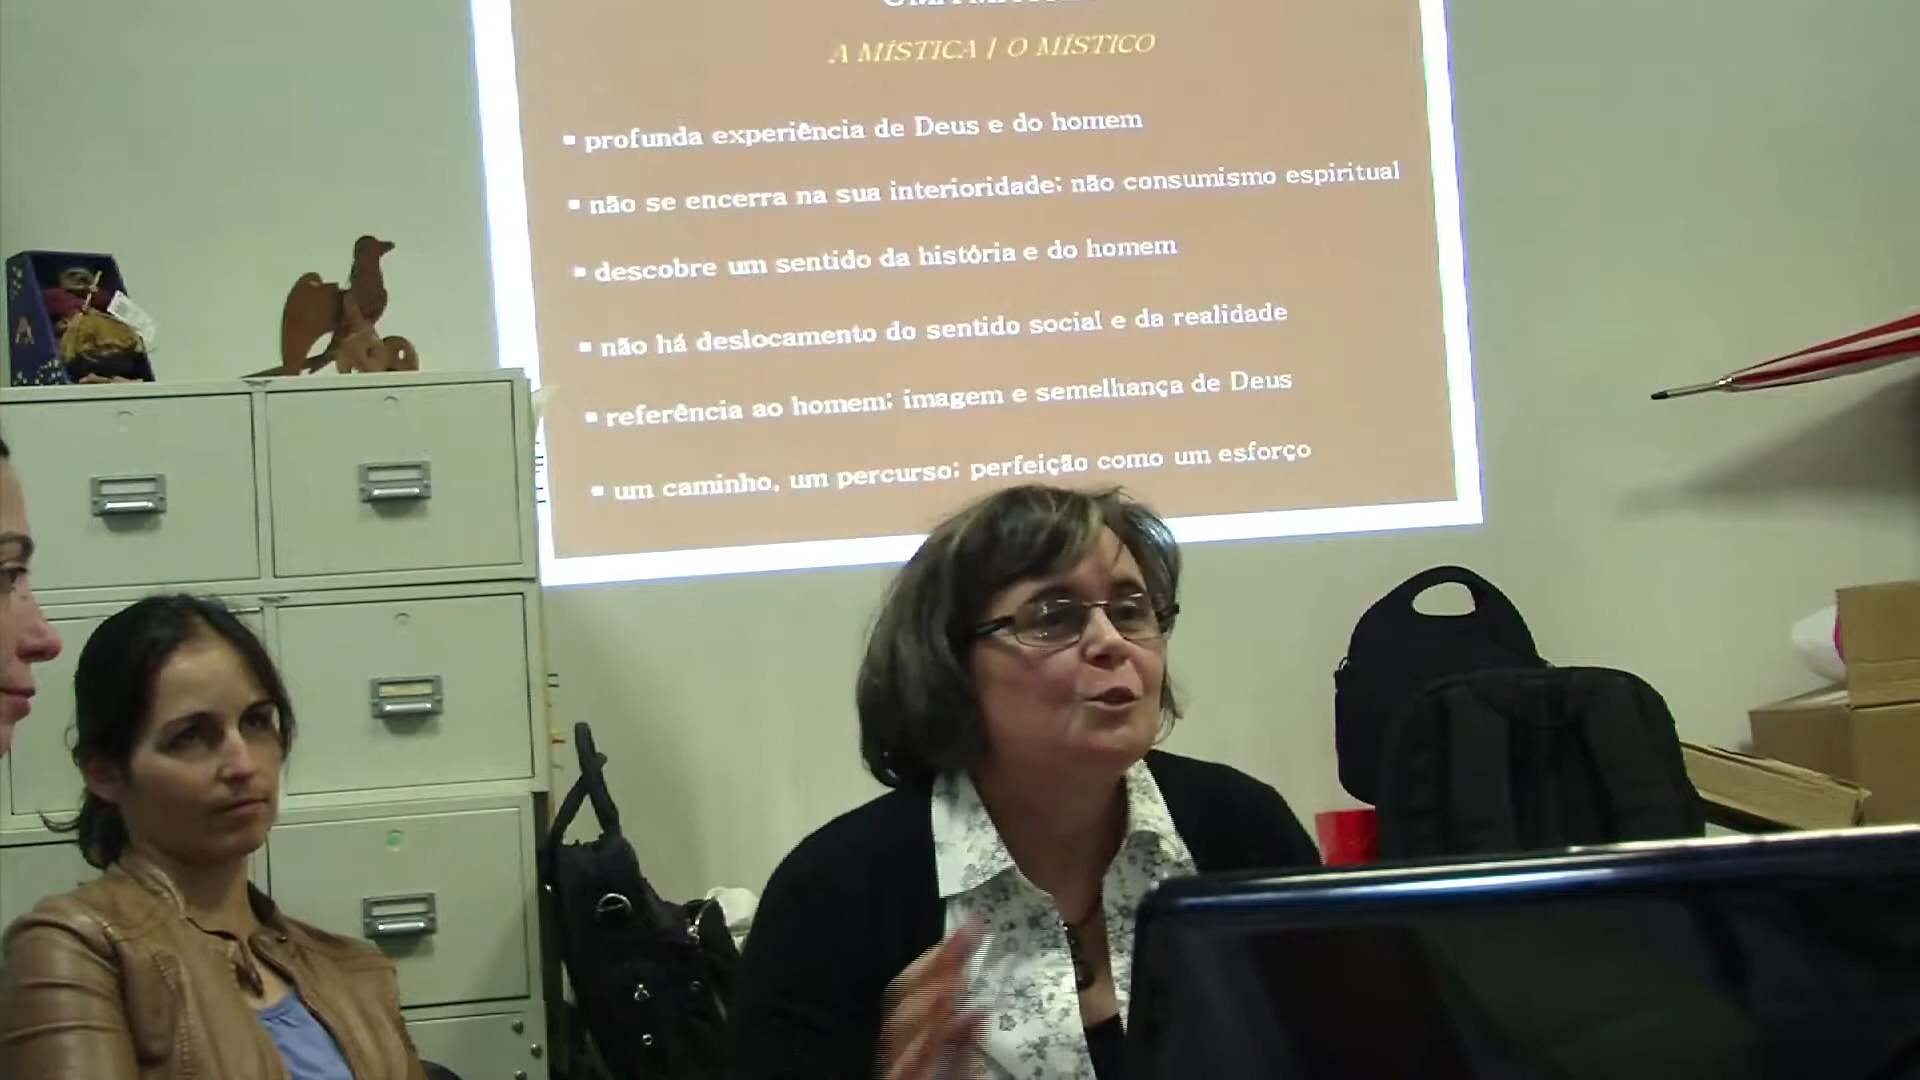 A MÍSTICA / O MÍSTICO
▪ profunda experiência de Deus e do homem
▪ não se encerra na sua interioridade; não consumismo espiritual
▪ descobre um sentido da história e do homem
▪ não há deslocamento do sentido social e da realidade
▪ referência ao homem: imagem e semelhança de Deus
▪ um caminho, um percurso; perfeição como um esforço
A